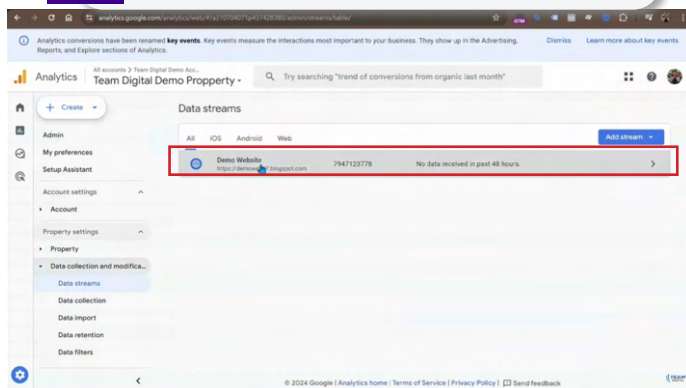 analytics.google.com/analytics/web/#/a210704071p437428380/admin/streams/table/
Analytics conversions have been renamed key events. Key events measure the interactions most important to your business. They show up in the Advertising,
Reports, and Explore sections of Analytics.
Dismiss
Learn more about key events
Analytics
All accounts > Team Digital Demo Acc...
Team Digital Demo Propperty
Try searching "trend of conversions from organic last month"
+ Create
Data streams
Admin
My preferences
Setup Assistant
Account settings
Account
Property settings
Property
Data collection and modifica...
Data streams
Data collection
Data import
Data retention
Data filters
All
iOS
Android
Web
Add stream
Demo Website
7947123778
No data received in past 48 hours.
© 2024 Google | Analytics home | Terms of Service | Privacy Policy | Send feedback
TEAM